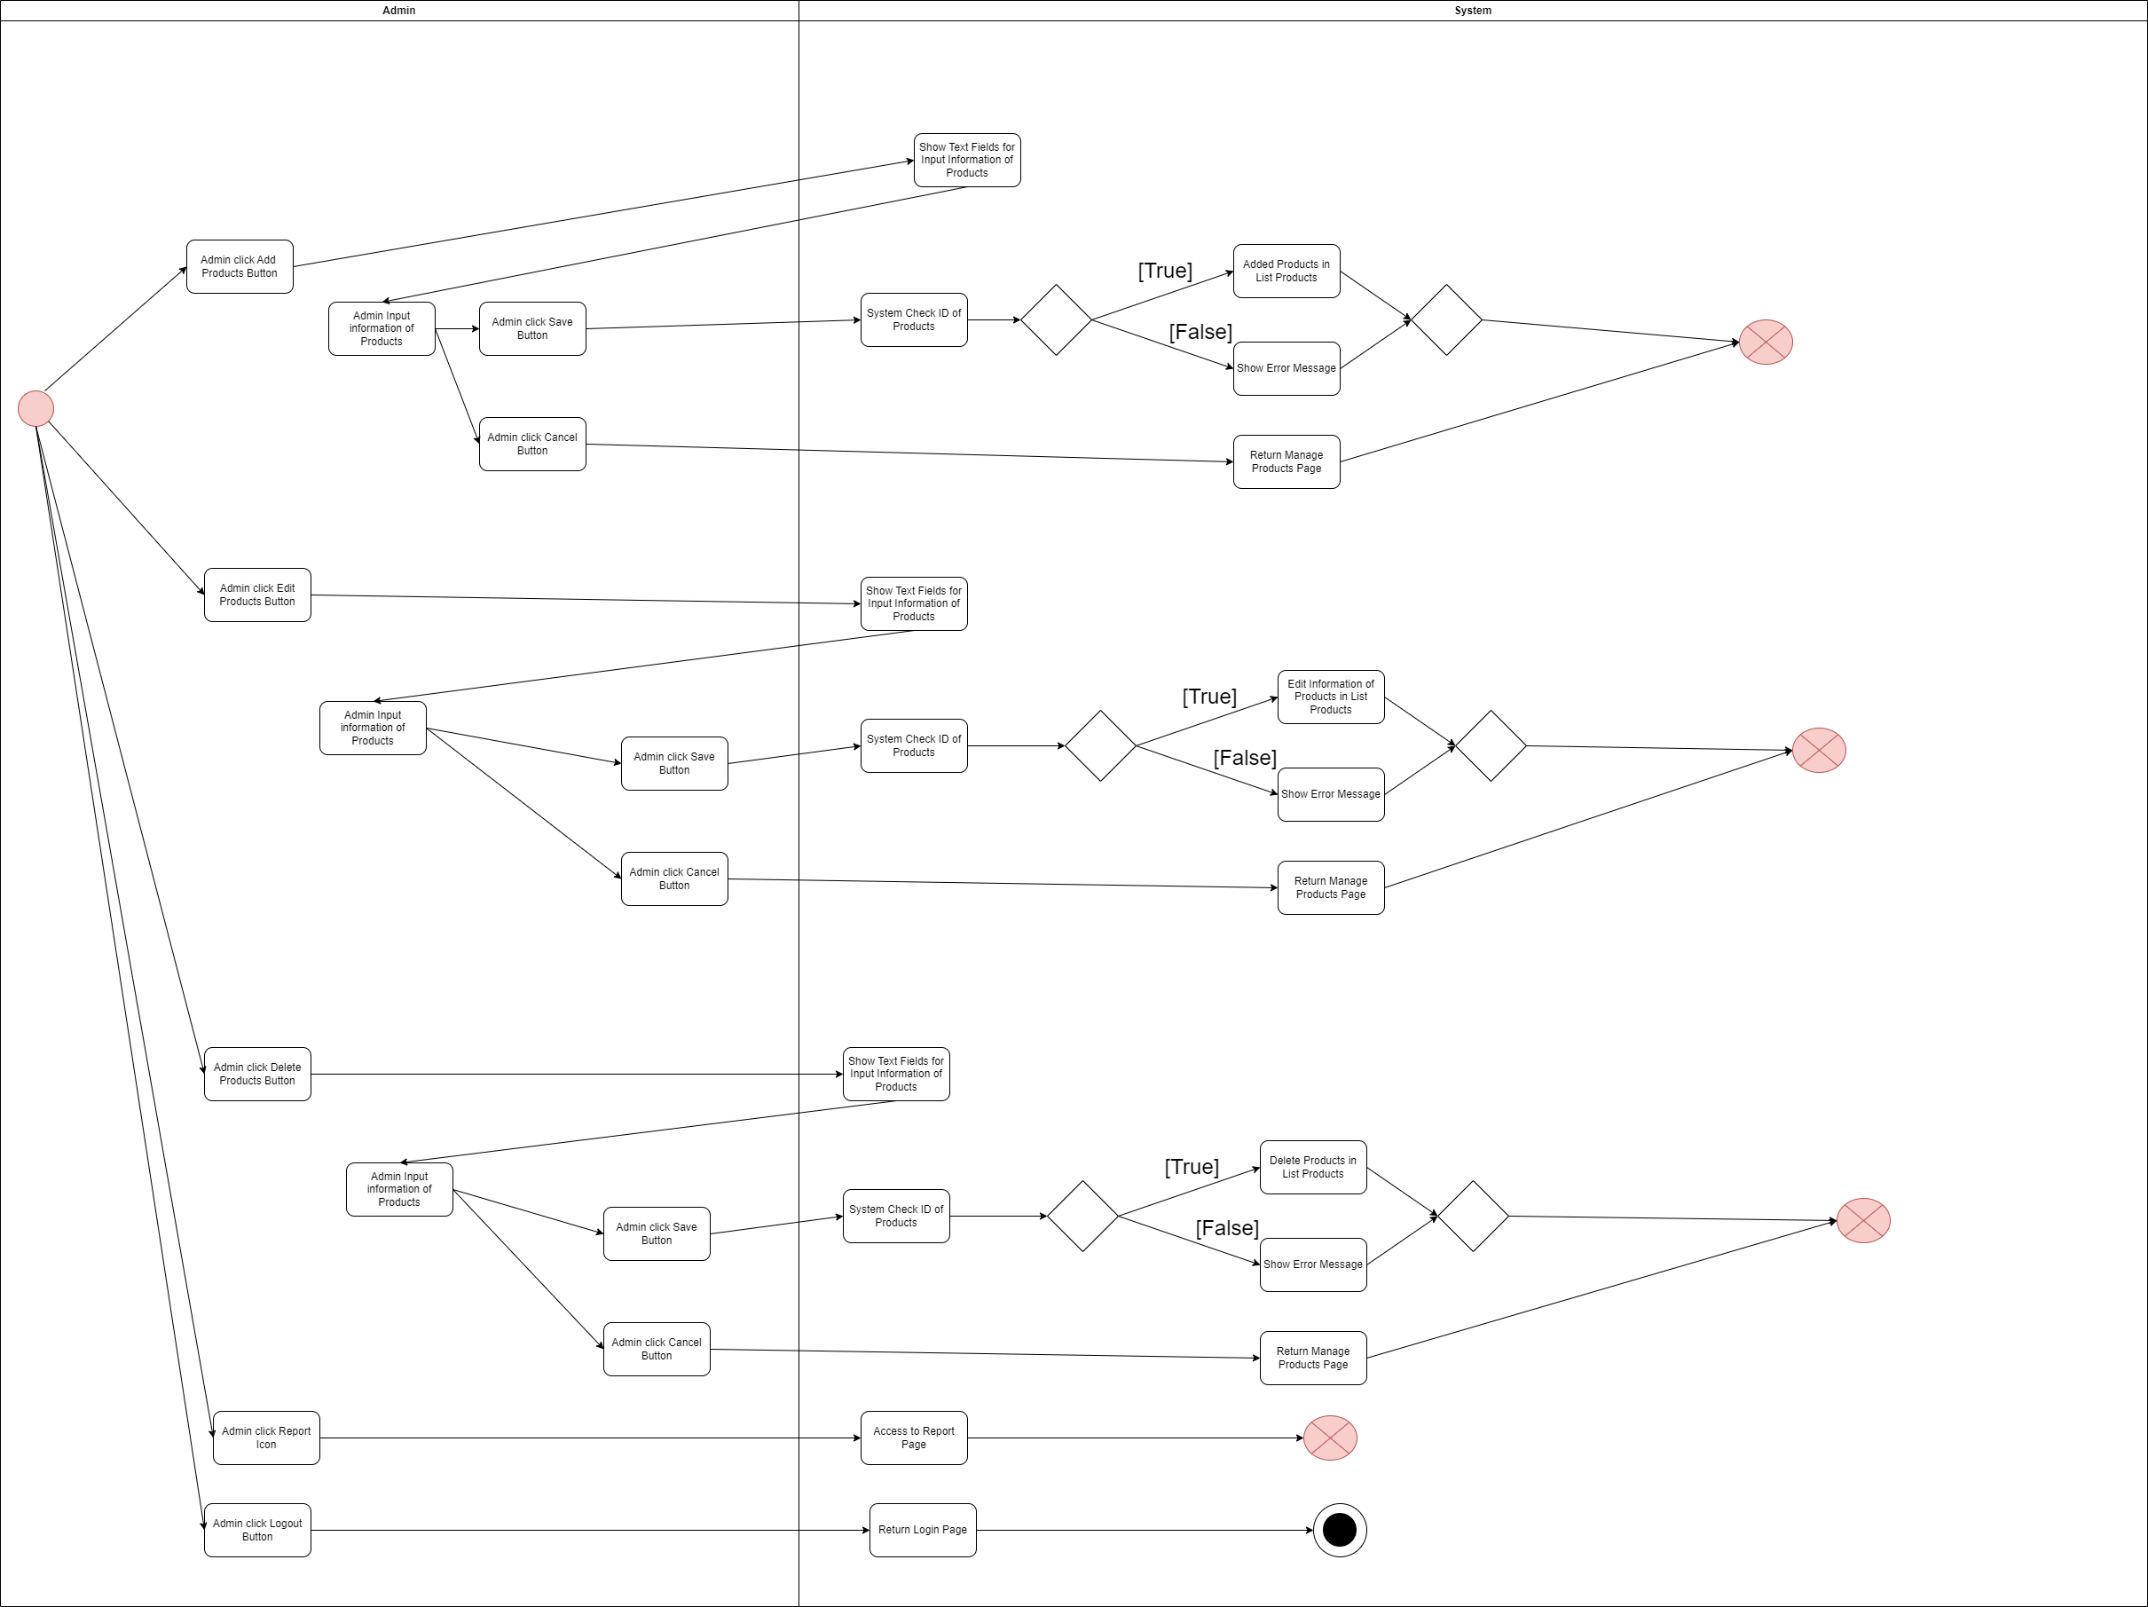 Admin
System
Show Text Fields for
Input Information of
Products
Admin click Add
Products Button
Admin Input
information of
Products
Admin click Save
Button
System Check ID of
Products
[True]
Added Products in
List Products
[False]
Show Error Message
Admin click Cancel
Button
Return Manage
Products Page
Admin click Edit
Products Button
Show Text Fields for
Input Information of
Products
Admin Input
information of
Products
Admin click Save
Button
System Check ID of
Products
[True]
Edit Information of
Products in List
Products
[False]
Show Error Message
Admin click Cancel
Button
Return Manage
Products Page
Admin click Delete
Products Button
Show Text Fields for
Input Information of
Products
Admin Input
information of
Products
Admin click Save
Button
System Check ID of
Products
[True]
Delete Products in
List Products
[False]
Show Error Message
Admin click Cancel
Button
Return Manage
Products Page
Admin click Report
Icon
Access to Report
Page
Admin click Logout
Button
Return Login Page